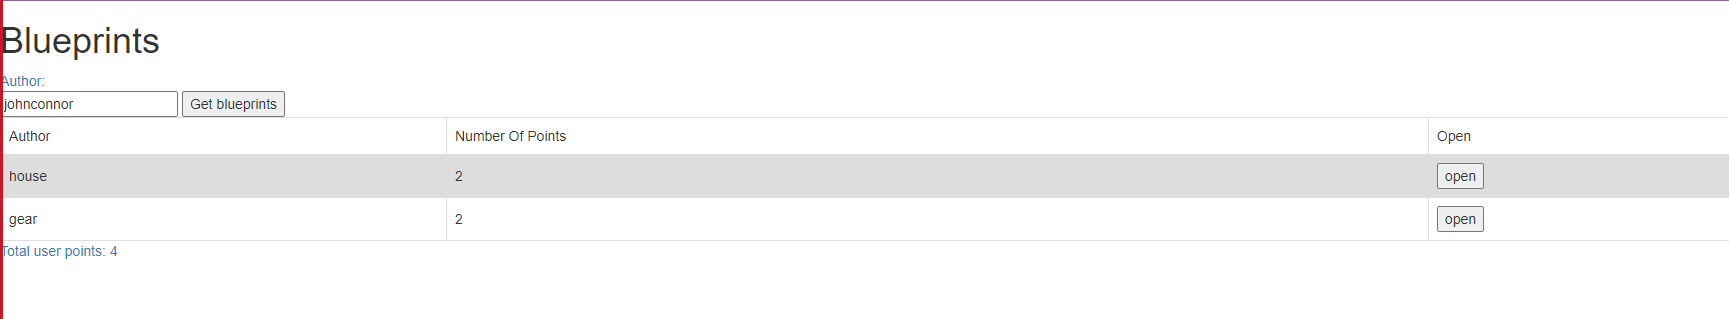 Blueprints
Author:
johnconnor Get blueprints
Author Number Of Points Open
house 2 open
gear 2 open
Total user points: 4